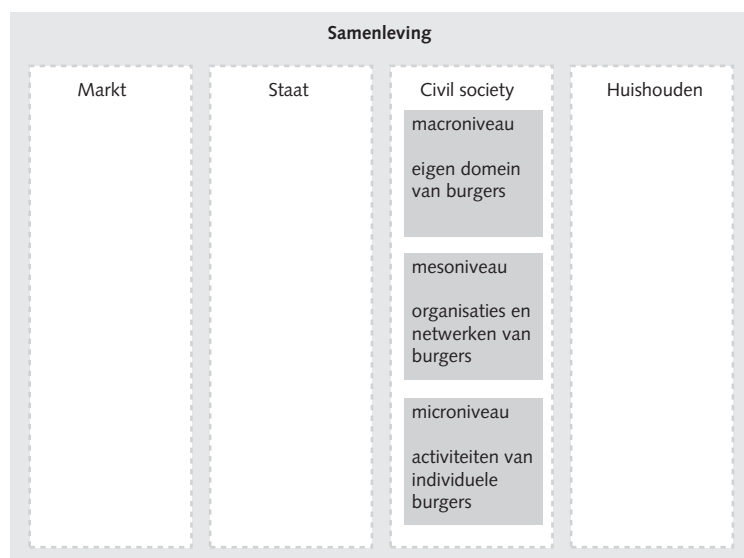 Samenleving
Markt
Staat
Civil society
Huishouden
macroniveau
eigen domein
van burgers
mesoniveau
organisaties en
netwerken van
burgers
microniveau
activiteiten van
individuele
burgers